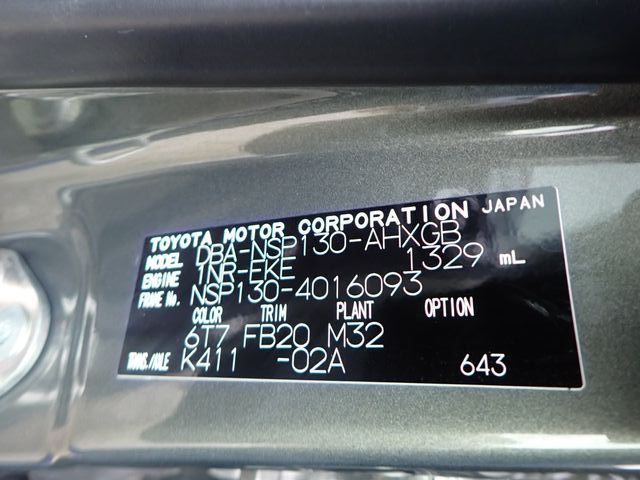 TOYOTA MOTOR CORPORATION JAPAN
MODEL DBA-NSP130-AHXGB
ENGINE 1NR-FKE 1329 mL
FRAME No. NSP130-4016093
COLOR TRIM PLANT OPTION
6T7 FB20 M32
TRANS./AXLE K411 -02A 643